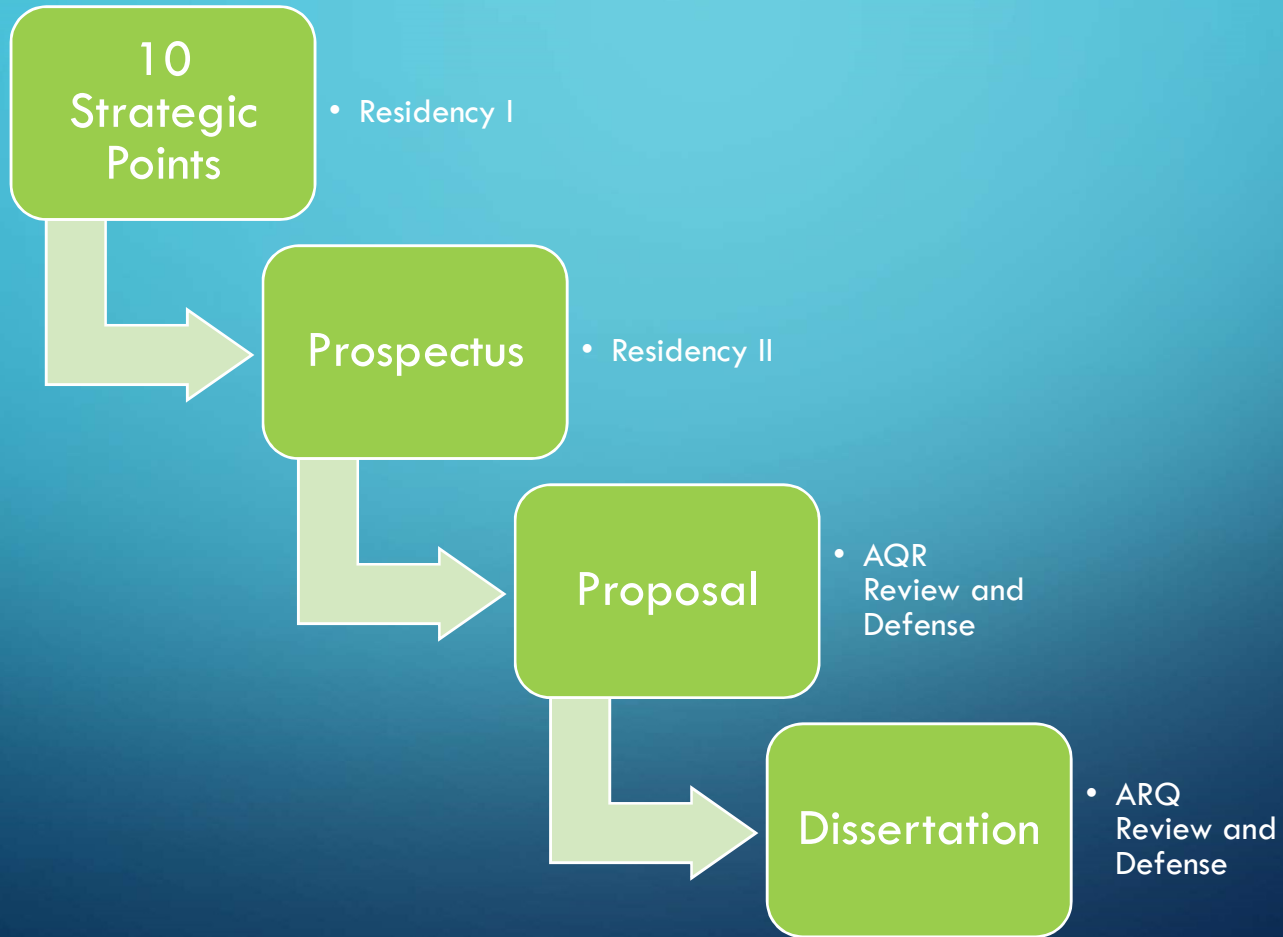 10
Strategic
Points
• Residency I
Prospectus
• Residency II
Proposal
• AQR
Review and
Defense
Dissertation
• ARQ
Review and
Defense